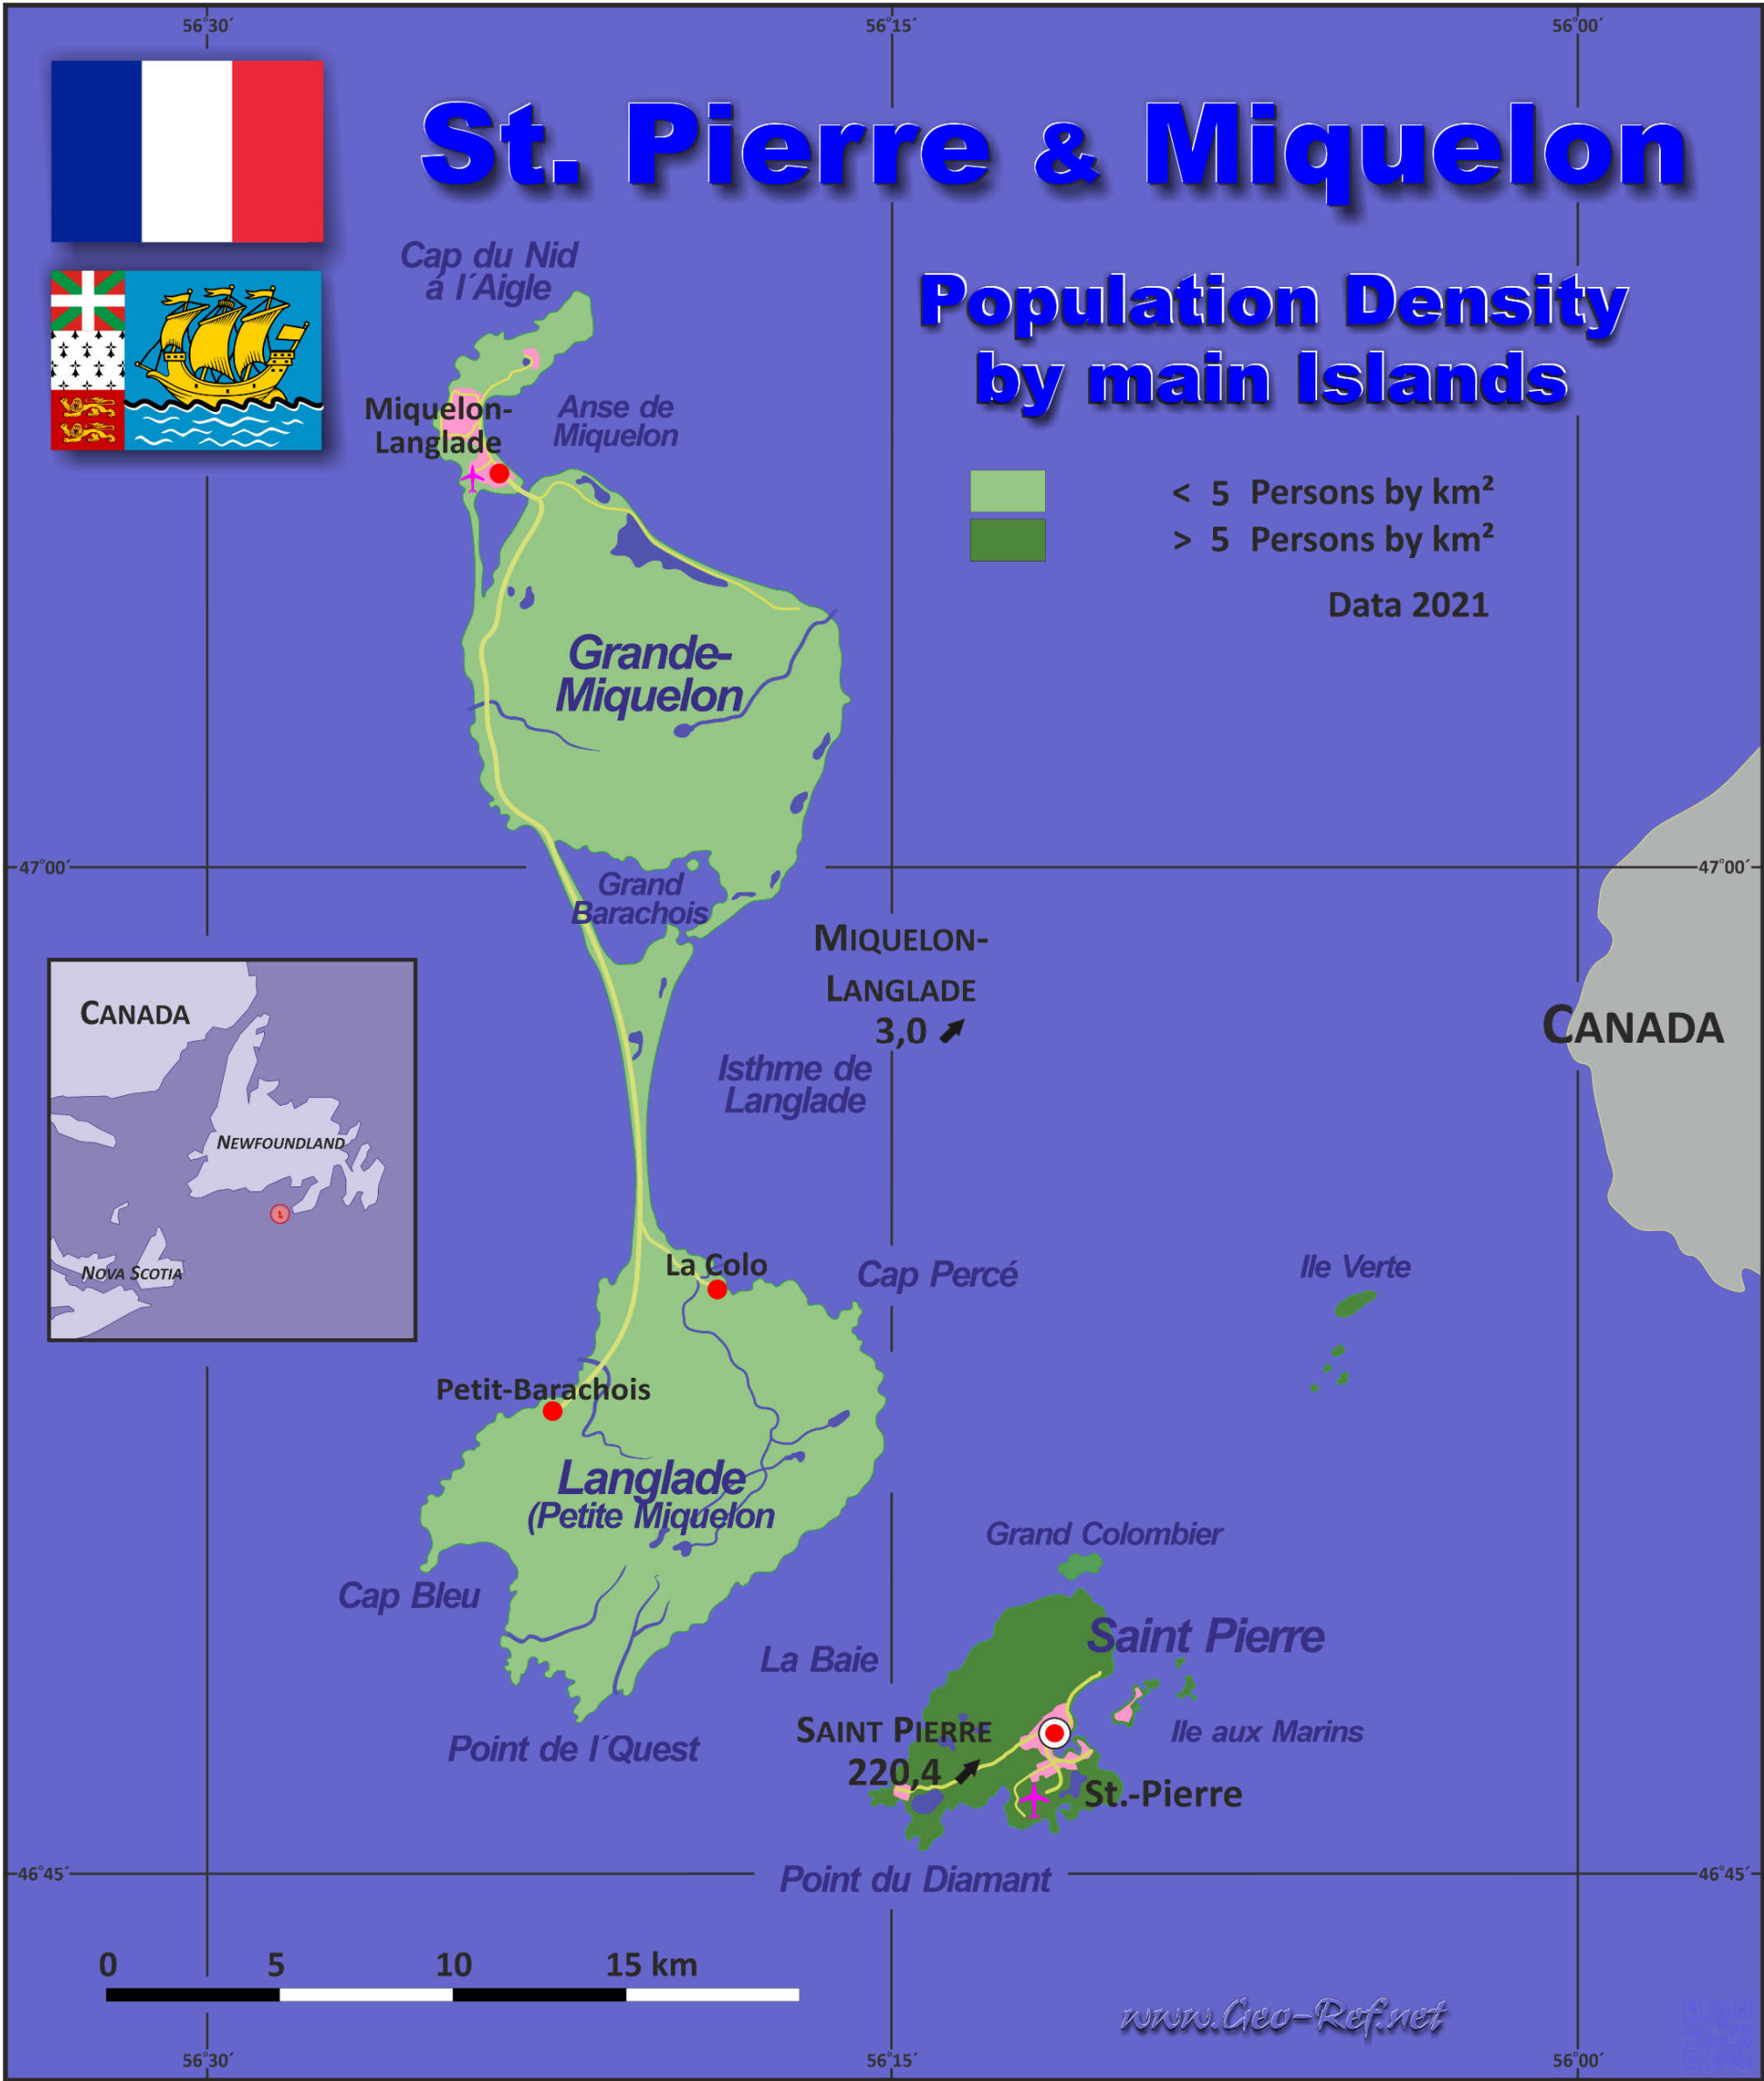 56°30´
56°15´
56°00´
St. Pierre & Miquelon
Cap du Nid
á l´Aigle
Population Density
by main Islands
Miquelon-
Langlade
Anse de
Miquelon
< 5 Persons by km²
> 5 Persons by km²
Data 2021
Grande-
Miquelon
47°00´
47°00´
Grand
Barachois
MIQUELON-
LANGLADE
3,0
CANADA
CANADA
Isthme de
Langlade
NEWFOUNDLAND
1
NOVA SCOTIA
La Colo
Cap Percé
Ile Verte
Petit-Barachois
Langlade
(Petite Miquelon
Grand Colombier
Cap Bleu
Saint Pierre
La Baie
SAINT PIERRE
220,4
Ile aux Marins
Point de l´Quest
St.-Pierre
46°45´
46°45´
Point du Diamant
0 5 10 15 km
www.Geo-Ref.net
56°30´
56°15´
56°00´